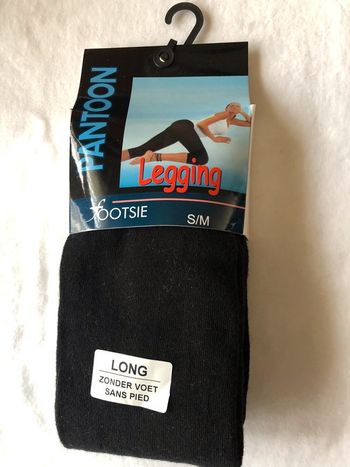 PANTOON
Legging
fOOTSIE
S/M
LONG
ZONDER VOET
SANS PIED